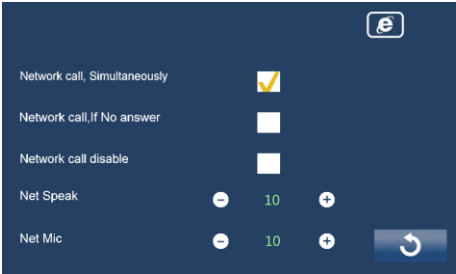 Network call, Simultaneously
Network call,If No answer
Network call disable
Net Speak 10
Net Mic 10